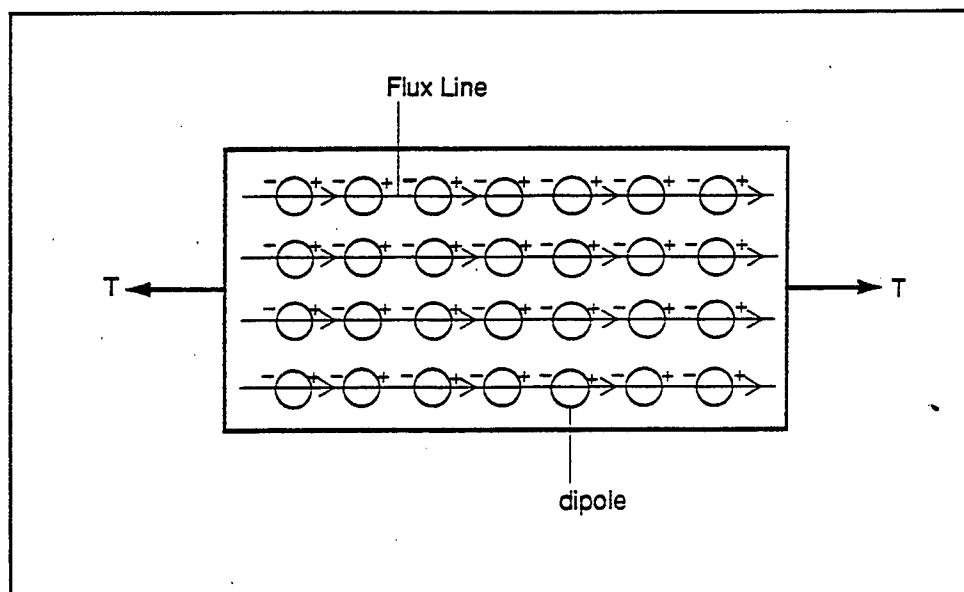 Flux Line
- + - + - + - + - + - + - +
- + - + - + - + - + - + - +
T T
- + - + - + - + - + - + - +
- + - + - + - + - + - + - +
dipole